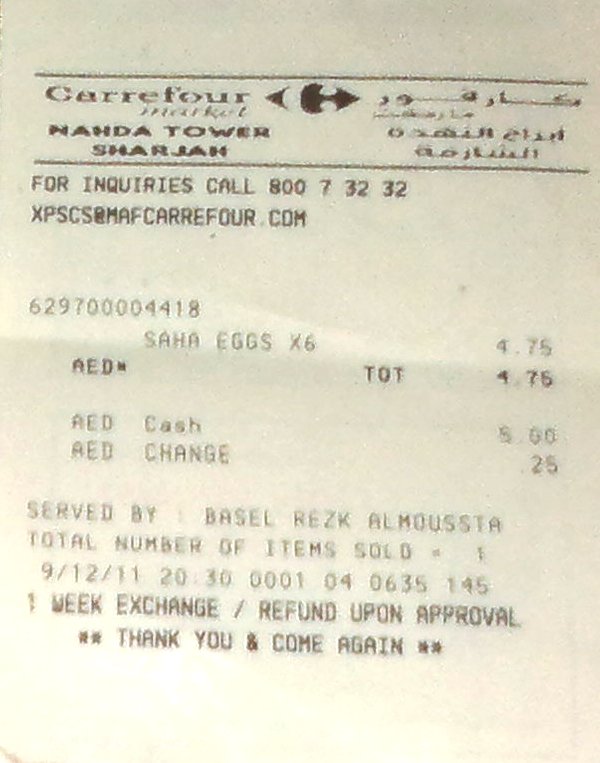 Carrefour كارفور
market ماركت
NAHDA TOWER ابراج النهدة
SHARJAH الشارقة
FOR INQUIRIES CALL 800 7 32 32
XPSCS@MAFCARREFOUR.COM
629700004418
SAHA EGGS X6 4.75
AED* TOT 4.75
AED Cash 5.00
AED CHANGE .25
SERVED BY : BASEL REZK ALMOUSSTA
TOTAL NUMBER OF ITEMS SOLD = 1
9/12/11 20:30 0001 04 0635 145
1 WEEK EXCHANGE / REFUND UPON APPROVAL
** THANK YOU & COME AGAIN **